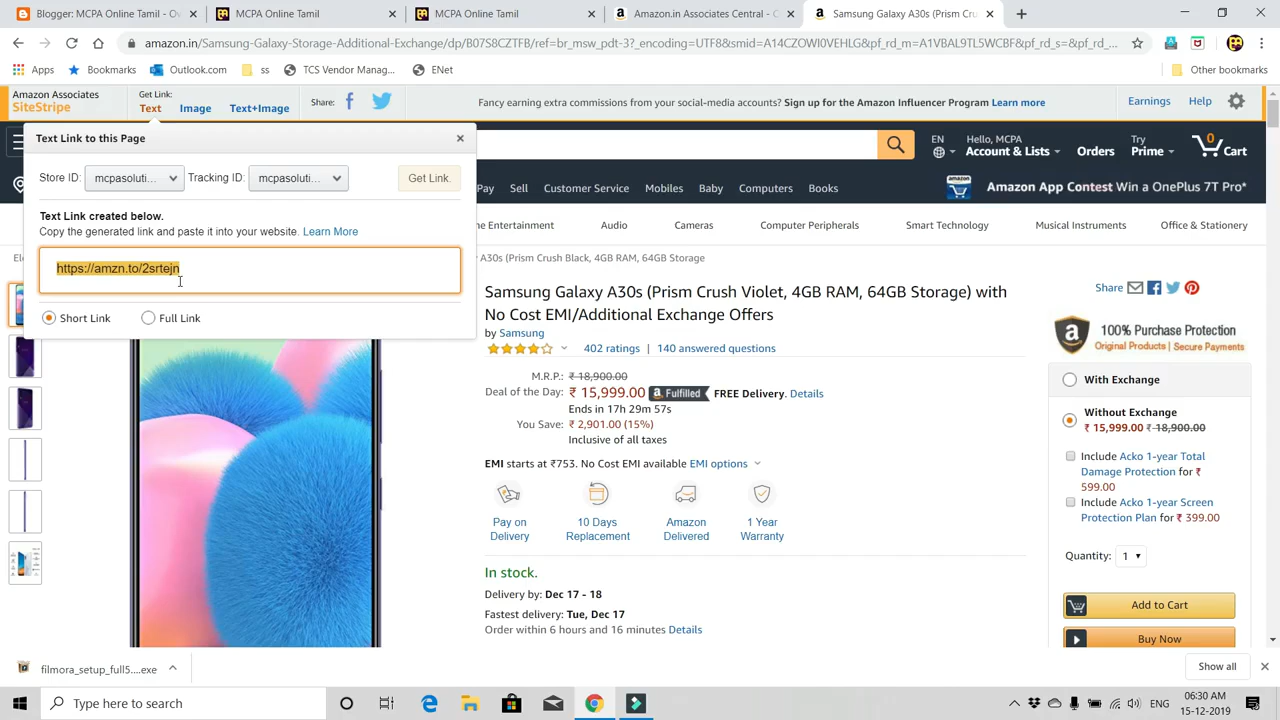 Blogger: MCPA Digital - Ov
MCPA Online Tamil
MCPA Online Tamil
Amazon.in Associates Central - C
Samsung Galaxy A30s (Prism Cru
amazon.in/Samsung-Galaxy-Storage-Additional-Exchange/dp/B07S9CZTFB/ref=br_msw_pdt-3?_encoding=UTF8&smid=A14CZOWI0VEHLG&pf_rd_m=A1VBAL9TL5WCBF&pf_rd_s=&pf_rd_...
Apps
Bookmarks
Outlook.com
ss
TCS Vendor Manag...
ENet
Other bookmarks
Amazon Associates
SiteStripe
Get Link:
Text
Image
Text+Image
Share:
Fancy earning extra commissions from your social-media accounts? Sign up for the Amazon Influencer Program Learn more
Earnings
Help
Text Link to this Page
Store ID:
mcpasoluti...
Tracking ID:
mcpasoluti...
Get Link.
Text Link created below.
Copy the generated link and paste it into your website. Learn More
https://amzn.to/2srtejn
Short Link
Full Link
EN
Hello, MCPA
Account & Lists
Orders
Try
Prime
0
Cart
Pay
Sell
Customer Service
Mobiles
Baby
Computers
Books
amazon
Amazon App Contest Win a OnePlus 7T Pro*
me Entertainment
Audio
Cameras
Computer Peripherals
Smart Technology
Musical Instruments
Office & Stationery
A30s (Prism Crush Black, 4GB RAM, 64GB Storage
Samsung Galaxy A30s (Prism Crush Violet, 4GB RAM, 64GB Storage) with
No Cost EMI/Additional Exchange Offers
by Samsung
402 ratings | 140 answered questions
M.R.P.: ₹ 18,900.00
Deal of the Day: ₹ 15,999.00 Fulfilled FREE Delivery. Details
Ends in 17h 29m 57s
You Save: ₹ 2,901.00 (15%)
Inclusive of all taxes
EMI starts at ₹753. No Cost EMI available EMI options
Pay on
Delivery
10 Days
Replacement
Amazon
Delivered
1 Year
Warranty
In stock.
Delivery by: Dec 17 - 18
Fastest delivery: Tue, Dec 17
Order within 6 hours and 16 minutes Details
Share
100% Purchase Protection
Original Products | Secure Payments
With Exchange
Without Exchange
₹ 15,999.00 ₹ 18,900.00
Include Acko 1-year Total
Damage Protection for ₹
599.00
Include Acko 1-year Screen
Protection Plan for ₹ 399.00
Quantity: 1
Add to Cart
Buy Now
filmora_setup_full5....exe
Show all
Type here to search
ENG
06:30 AM
15-12-2019